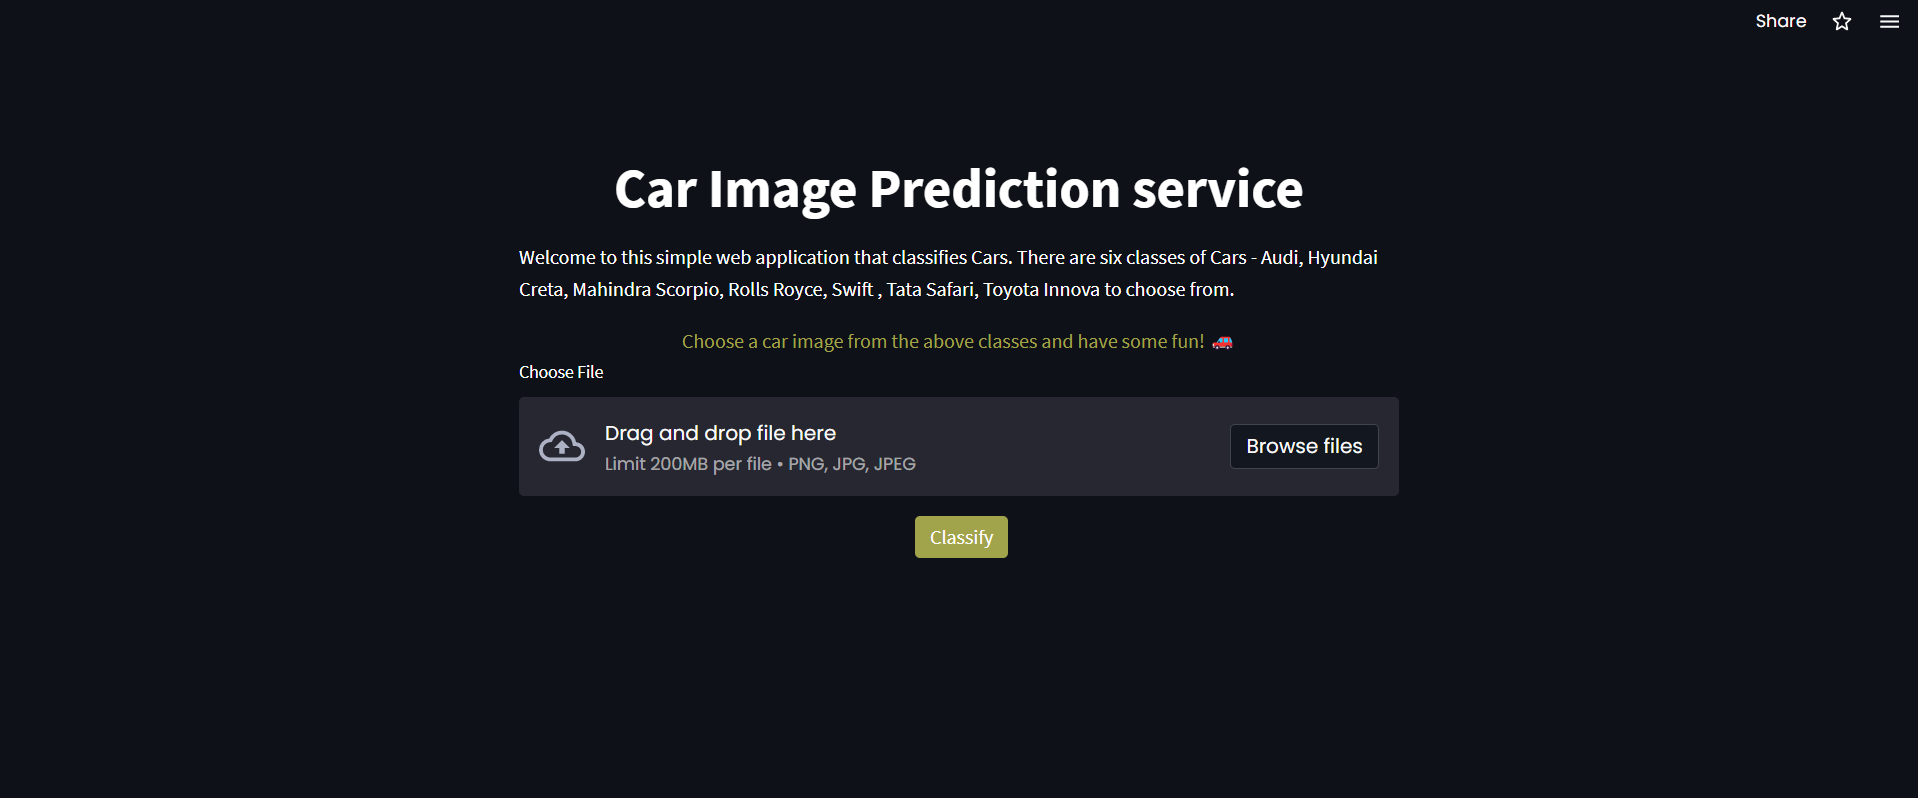 Share
Car Image Prediction service
Welcome to this simple web application that classifies Cars. There are six classes of Cars - Audi, Hyundai
Creta, Mahindra Scorpio, Rolls Royce, Swift , Tata Safari, Toyota Innova to choose from.
Choose a car image from the above classes and have some fun! 🚗
Choose File
Drag and drop file here
Limit 200MB per file • PNG, JPG, JPEG
Browse files
Classify